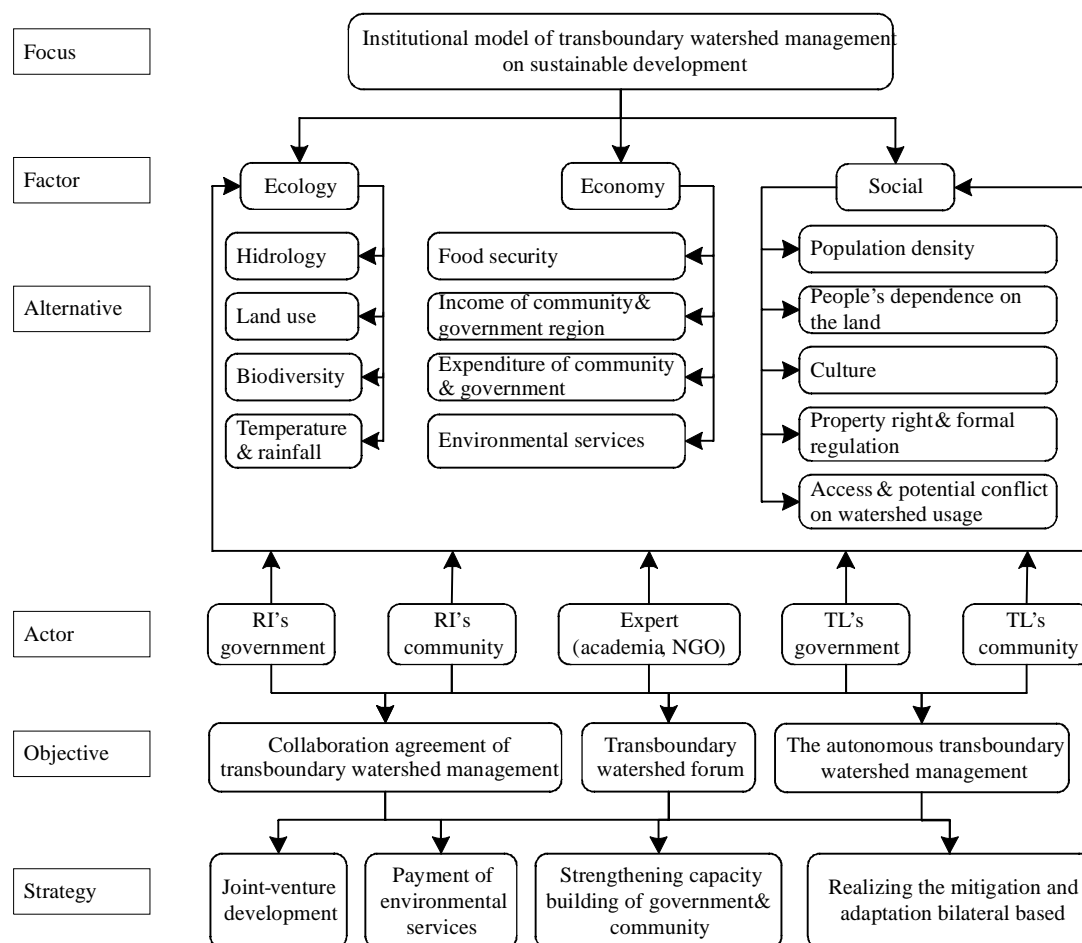 Focus
Institutional model of transboundary watershed management
on sustainable development
Factor
Ecology
Economy
Social
Alternative
Hidrology
Land use
Biodiversity
Temperature
& rainfall
Food security
Income of community &
government region
Expenditure of community
& government
Environmental services
Population density
People's dependence on
the land
Culture
Property right & formal
regulation
Access & potential conflict
on watershed usage
Actor
RI's
government
RI's
community
Expert
(academia, NGO)
TL's
government
TL's
community
Objective
Collaboration agreement of
transboundary watershed management
Transboundary
watershed forum
The autonomous transboundary
watershed management
Strategy
Joint-venture
development
Payment of
environmental
services
Strengthening capacity
building of government &
community
Realizing the mitigation and
adaptation bilateral based